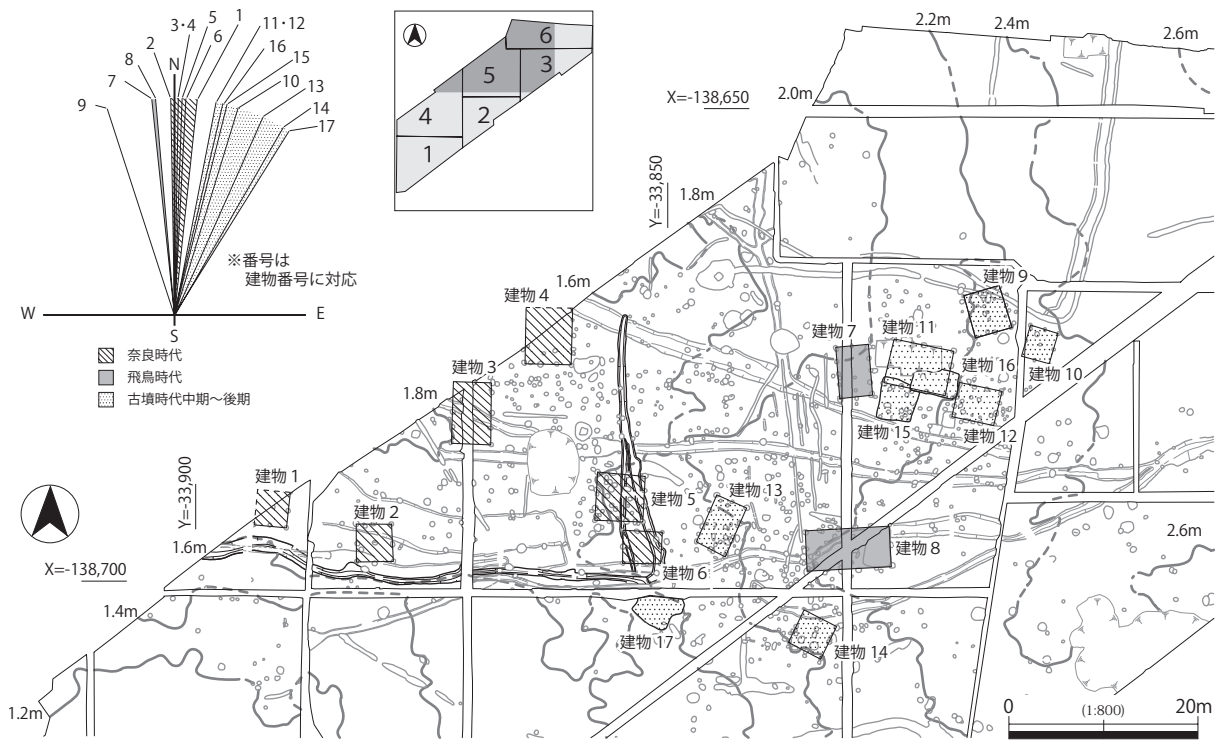 3・4
5
1
2
6
11・12
16
8
N
15
7
10
13
9
14
17
※番号は
建物番号に対応
W
E
S
奈良時代
飛鳥時代
古墳時代中期~後期
6
5
3
4
2
1
2.2m
2.4m
2.6m
2.0m
X=-138,650
Y=-33,850
1.8m
1.6m
建物 9
建物 4
建物 7
建物 11
建物 16
建物 10
建物 3
1.8m
建物 15
建物 12
建物 1
Y=-33,900
建物 2
建物 5
建物 13
1.6m
建物 8
2.6m
X=-138,700
建物 6
1.4m
建物 17
建物 14
1.2m
0
(1:800)
20m